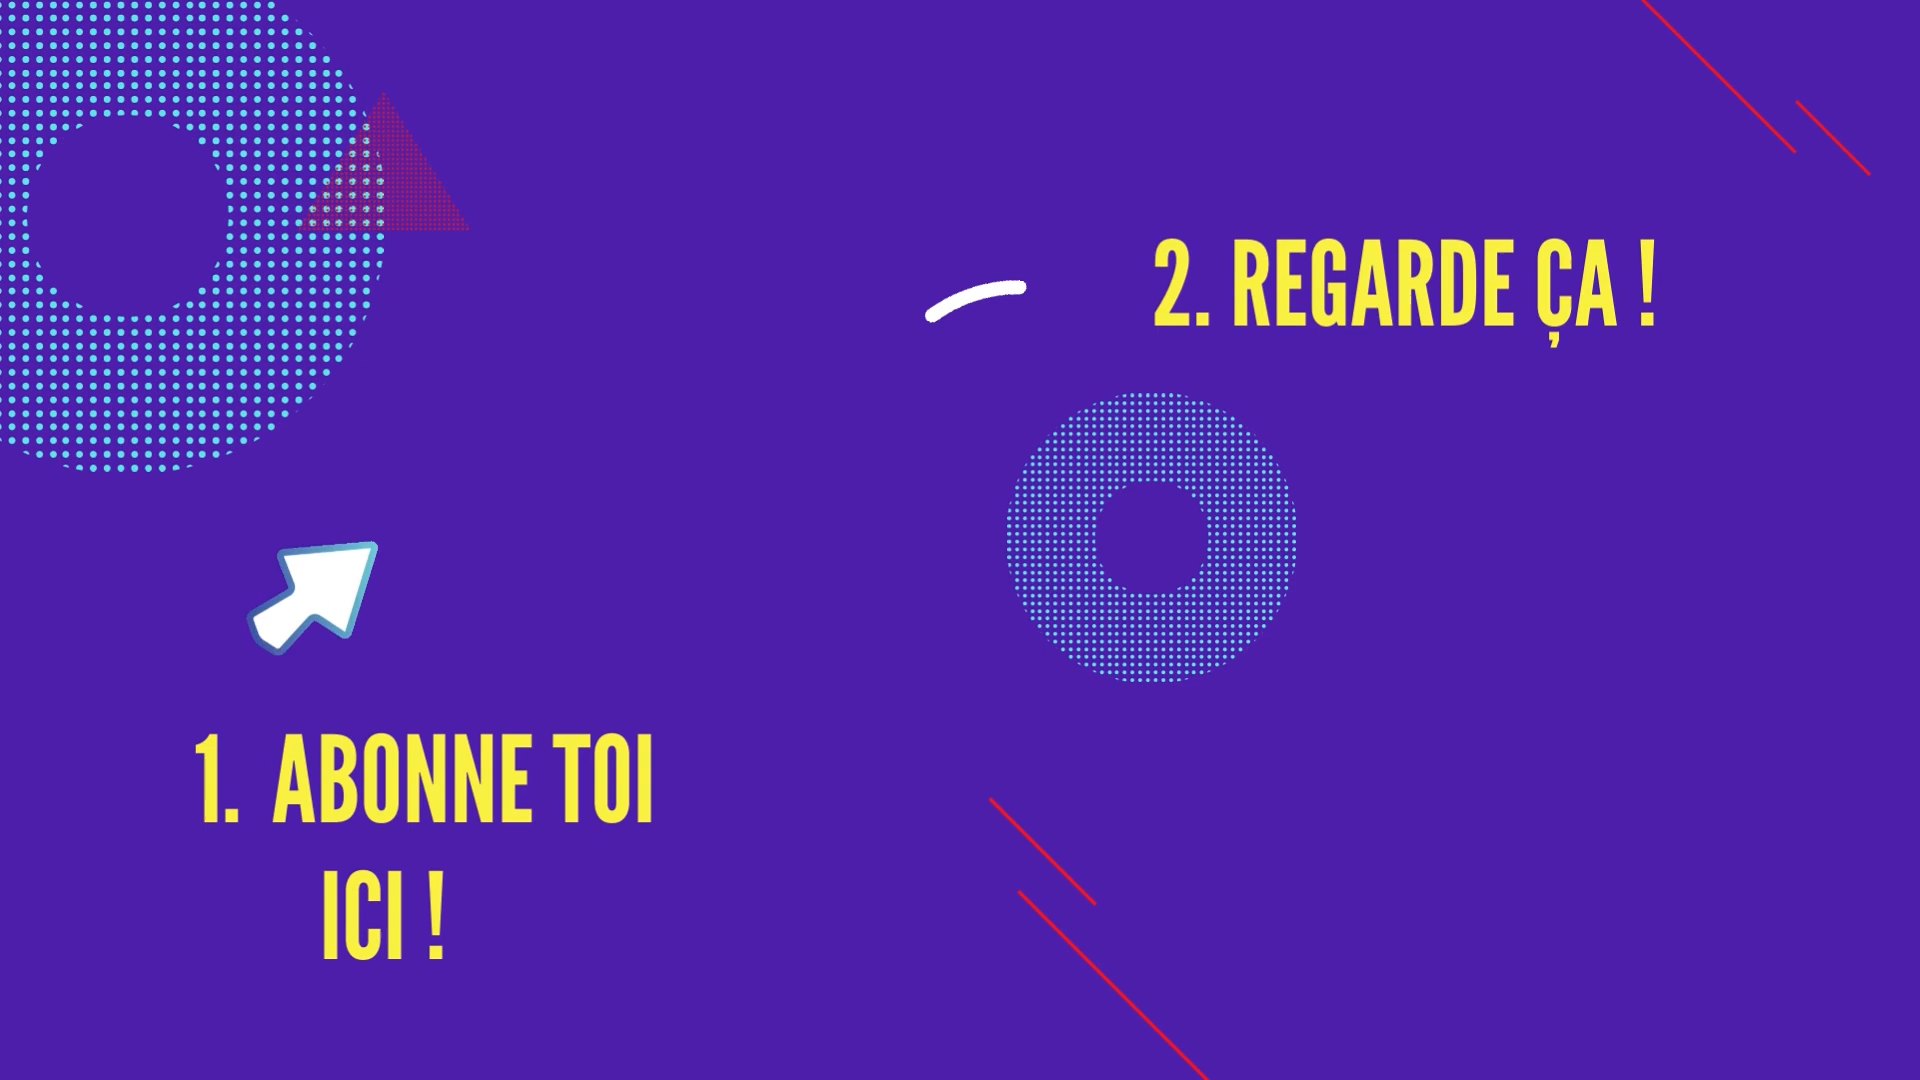 2. REGARDE ÇA !
1. ABONNE TOI
ICI !